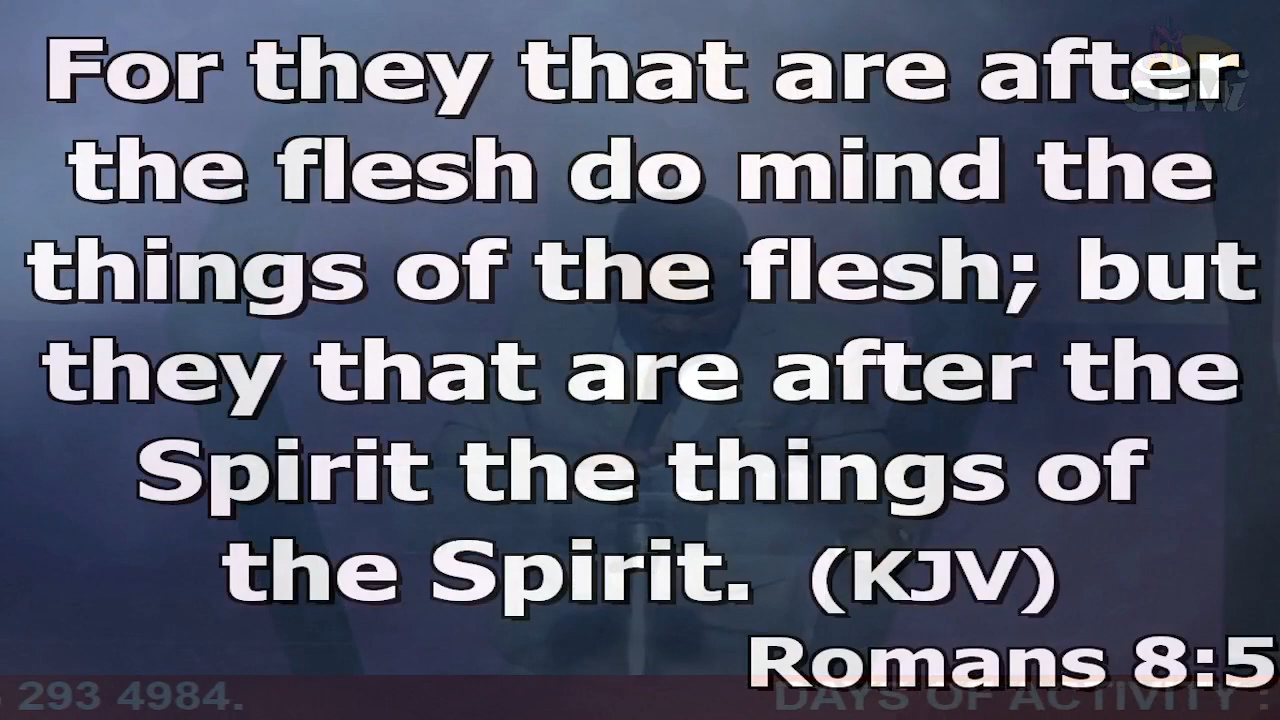 For they that are after
the flesh do mind the
things of the flesh; but
they that are after the
Spirit the things of
the Spirit. (KJV)
Romans 8:5
293 4984. DAYS OF ACTIVITY :